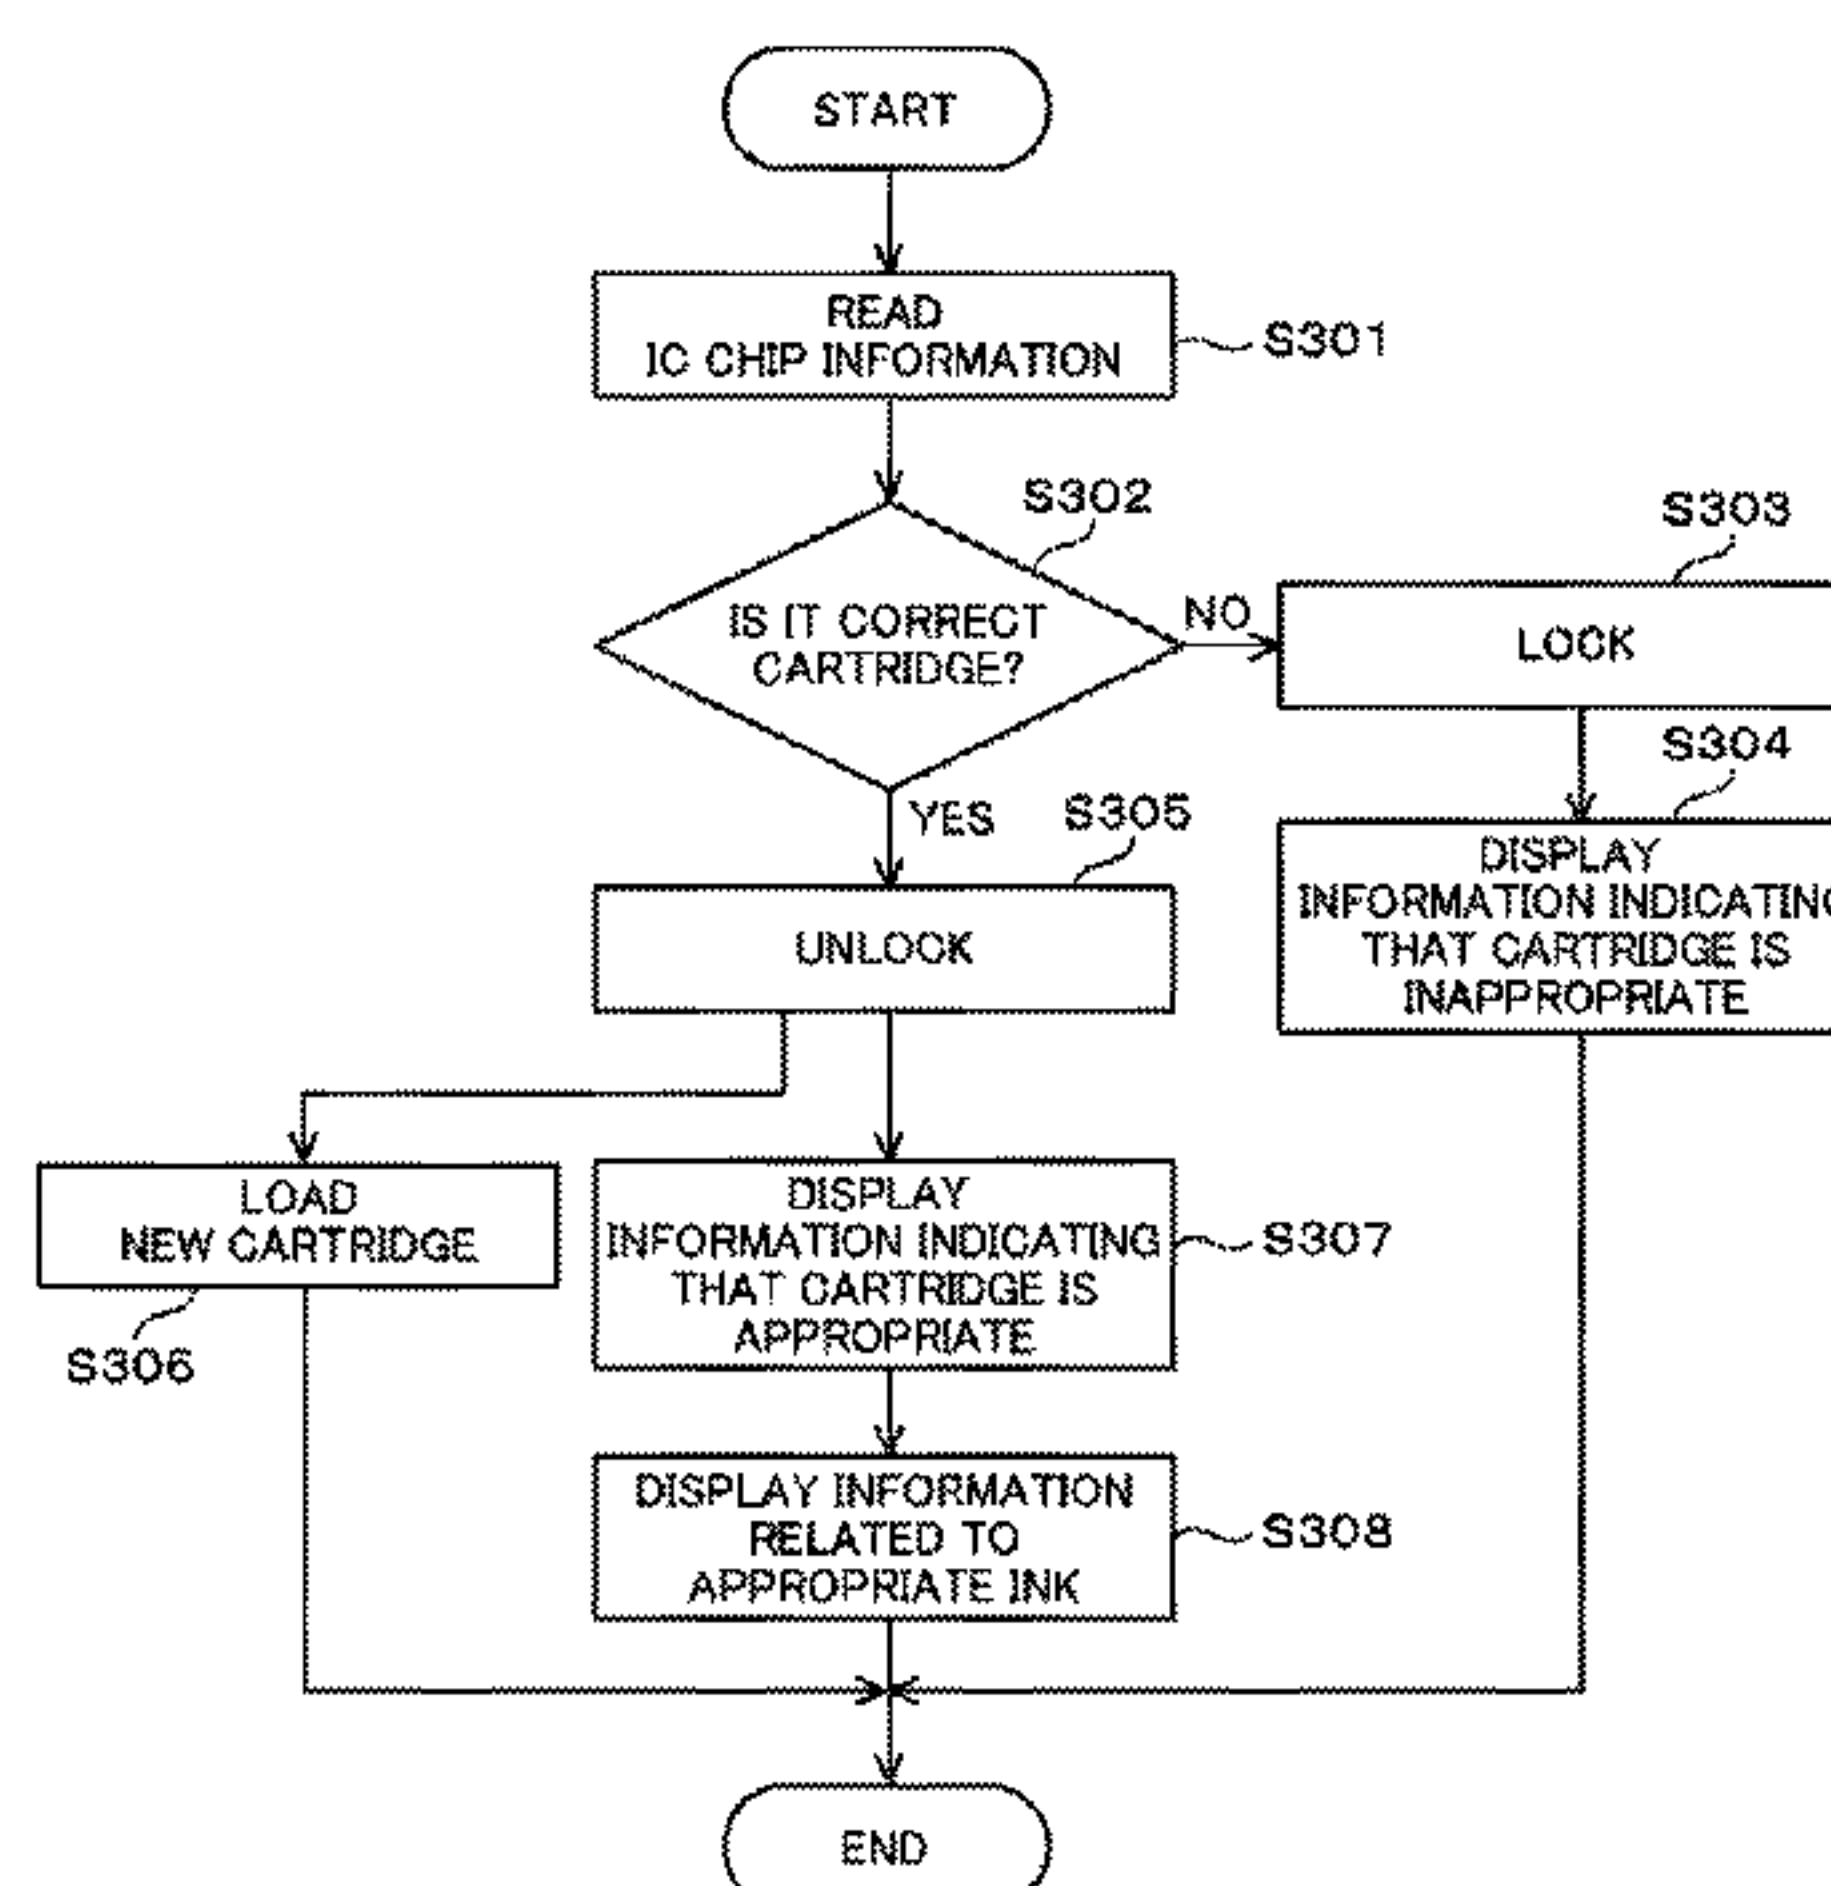 START
READ
IC CHIP INFORMATION
S301
S302
IS IT CORRECT
CARTRIDGE?
NO
S303
LOCK
YES
S304
DISPLAY
INFORMATION INDICATING
THAT CARTRIDGE IS
INAPPROPRIATE
S305
UNLOCK
LOAD
NEW CARTRIDGE
S306
DISPLAY
INFORMATION INDICATING
THAT CARTRIDGE IS
APPROPRIATE
S307
DISPLAY INFORMATION
RELATED TO
APPROPRIATE INK
S308
END